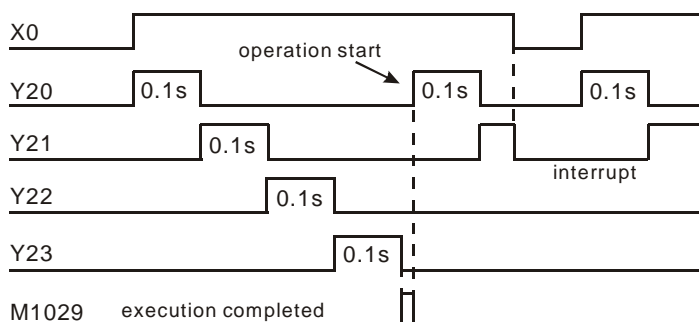 X0
operation start
Y20 0.1s 0.1s 0.1s
Y21 0.1s
interrupt
Y22 0.1s
Y23 0.1s
M1029 execution completed